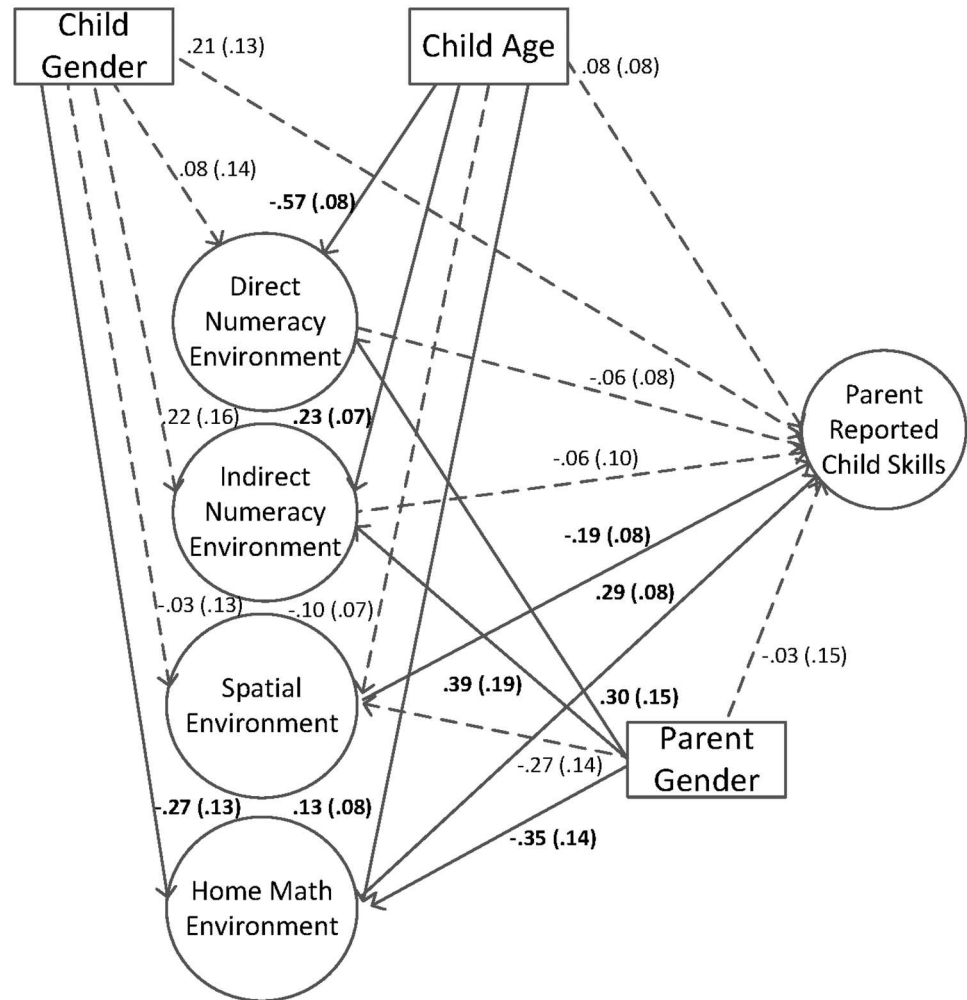 Child
Gender
Child Age
.21 (.13)
.08 (.08)
.08 (.14)
-.57 (.08)
Direct
Numeracy
Environment
-.06 (.08)
Parent
Reported
Child Skills
.22 (.16)
.23 (.07)
-.06 (.10)
Indirect
Numeracy
Environment
-.19 (.08)
.29 (.08)
-.03 (.13)
-.10 (.07)
-.03 (.15)
Spatial
Environment
.39 (.19)
.30 (.15)
Parent
Gender
-.27 (.14)
-.27 (.13)
.13 (.08)
-.35 (.14)
Home Math
Environment